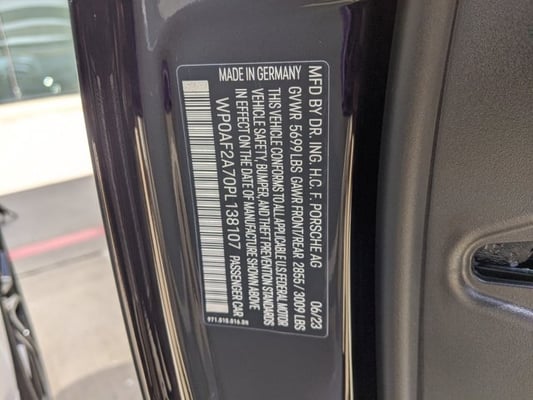 MFD BY DR. ING. H.C. F. PORSCHE AG 06/23
GVWR 5699 LBS GAWR FRONT/REAR 2855 / 3009 LBS
MADE IN GERMANY
THIS VEHICLE CONFORMS TO ALL APPLICABLE U.S FEDERAL MOTOR
VEHICLE SAFETY, BUMPER, AND THEFT PREVENTION STANDARDS
IN EFFECT ON THE DATE OF MANUFACTURE SHOWN ABOVE
WP0AF2A70PL138107 PASSENGER CAR
971.010.016.BN